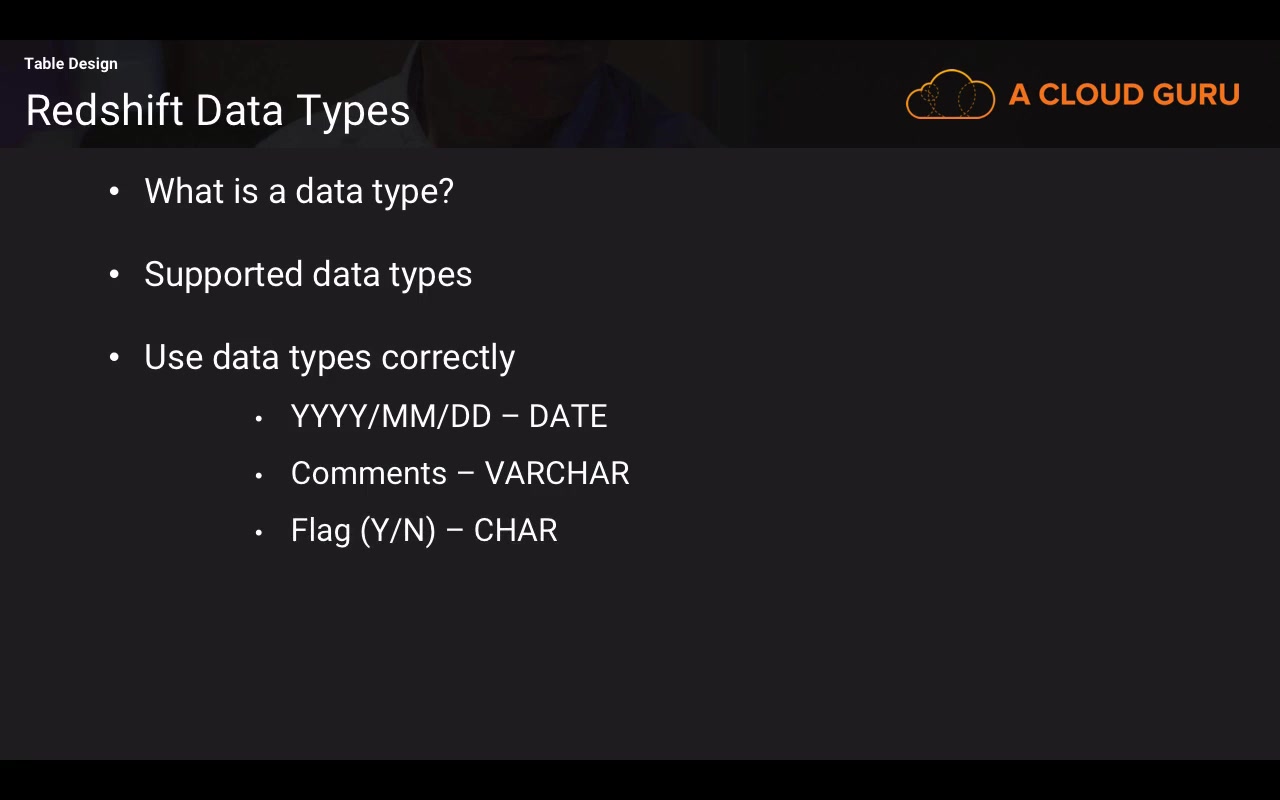 Table Design
Redshift Data Types
A CLOUD GURU
• What is a data type?
• Supported data types
• Use data types correctly
• YYYY/MM/DD – DATE
• Comments – VARCHAR
• Flag (Y/N) – CHAR